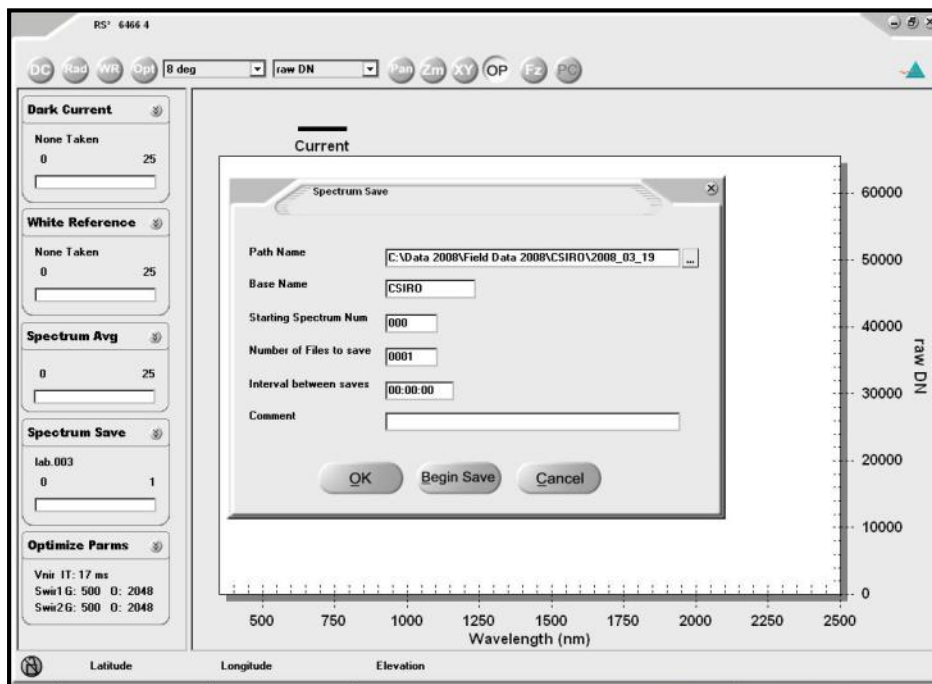 RS³ 6466 4
DC Rad WR Opt 8 deg raw DN Pan Zm XY OP Fz PC
Dark Current
None Taken
0 25
White Reference
None Taken
0 25
Spectrum Avg
0 25
Spectrum Save
lab.003
0 1
Optimize Parms
Vnir IT: 17 ms
Swir1 G: 500 O: 2048
Swir2 G: 500 O: 2048
Current
Spectrum Save
Path Name C:\Data 2008\Field Data 2008\CSIRO\2008_03_19 ...
Base Name CSIRO
Starting Spectrum Num 000
Number of Files to save 0001
Interval between saves 00:00:00
Comment
OK Begin Save Cancel
60000
50000
40000
30000
20000
10000
0
raw DN
500 750 1000 1250 1500 1750 2000 2250 2500
Wavelength (nm)
Latitude Longitude Elevation